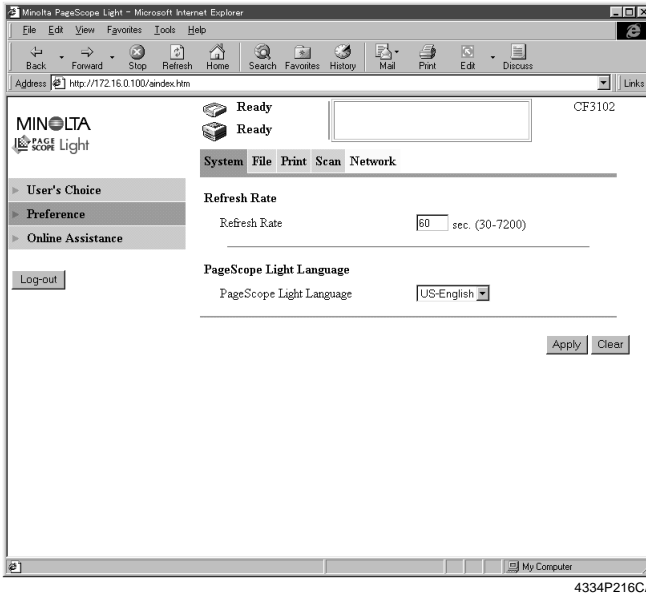 Minolta PageScope Light - Microsoft Internet Explorer
File Edit View Favorites Tools Help
Back Forward Stop Refresh Home Search Favorites History Mail Print Edit Discuss
Address http://172.16.0.100/aindex.htm Links
MINOLTA
PAGE SCOPE Light
Ready
Ready
CF3102
System File Print Scan Network
User's Choice
Preference
Online Assistance
Log-out
Refresh Rate
Refresh Rate 60 sec. (30-7200)
PageScope Light Language
PageScope Light Language US-English
Apply Clear
My Computer